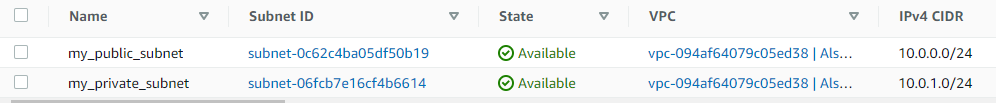 Name Subnet ID State VPC IPv4 CIDR
my_public_subnet subnet-0c62c4ba05df50b19 Available vpc-094af64079c05ed38 | Als… 10.0.0.0/24
my_private_subnet subnet-06fcb7e16cf4b6614 Available vpc-094af64079c05ed38 | Als… 10.0.1.0/24